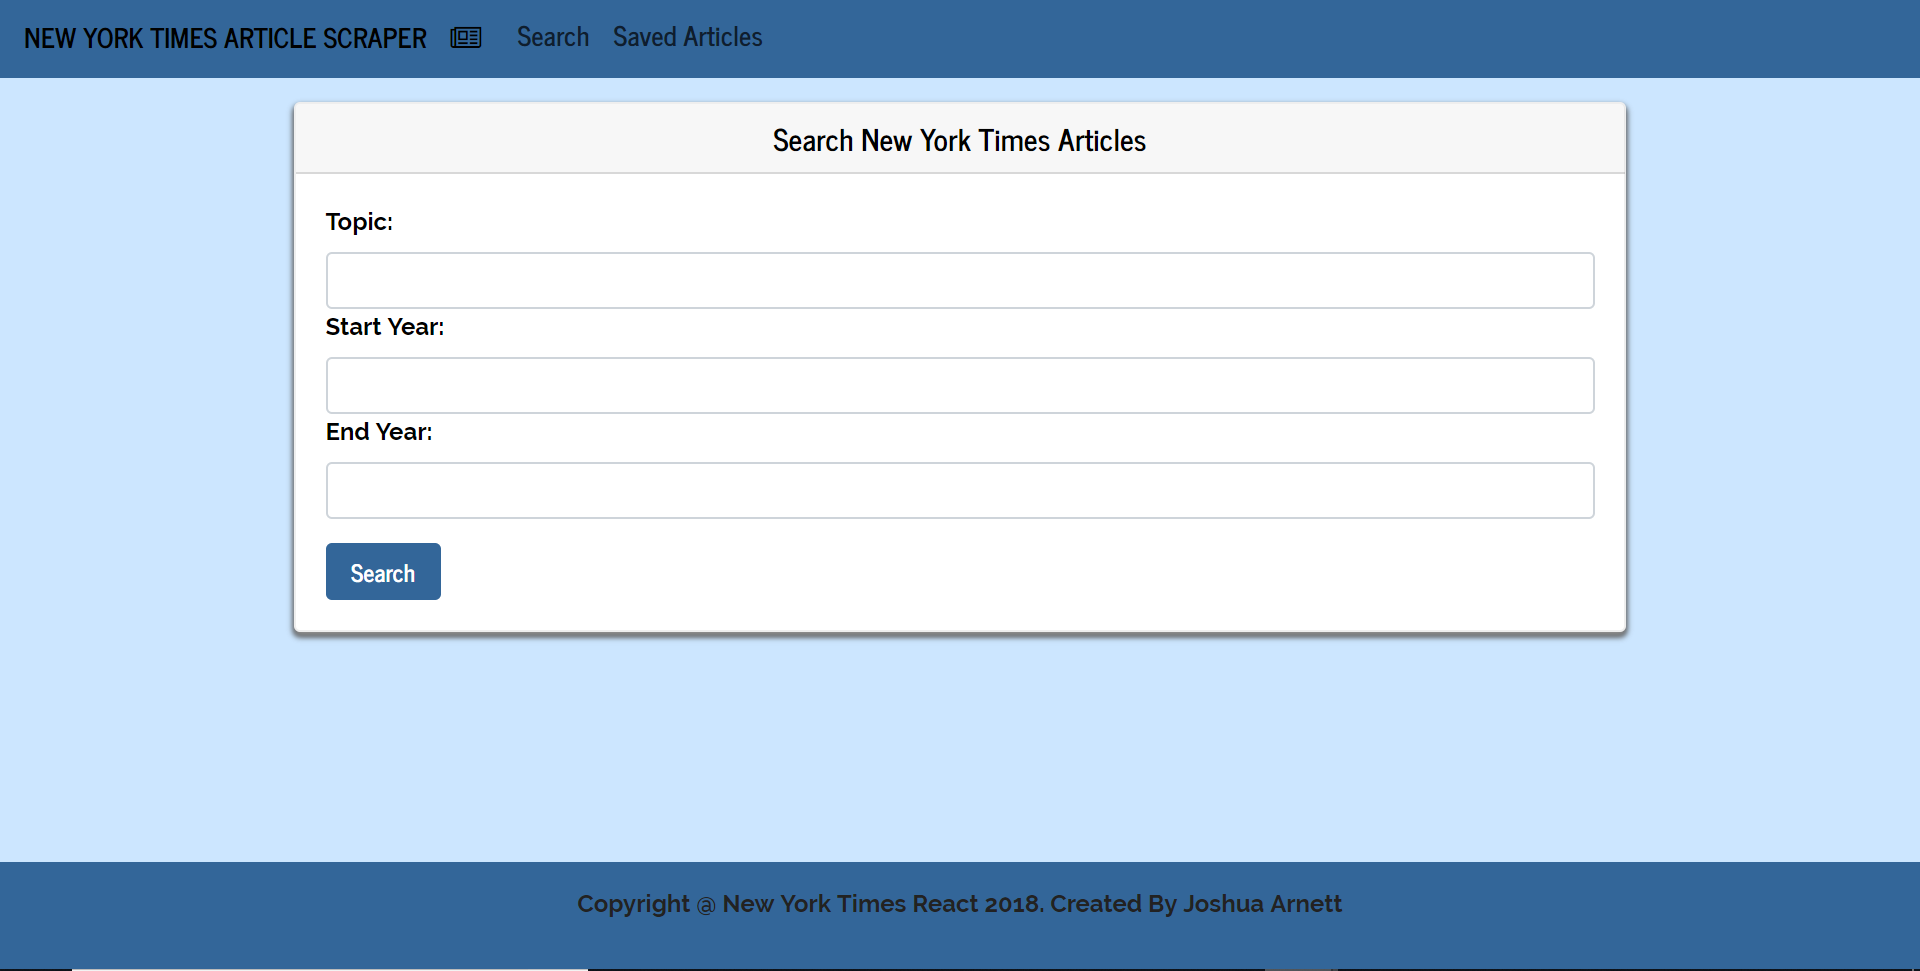 NEW YORK TIMES ARTICLE SCRAPER Search Saved Articles
Search New York Times Articles
Topic:
Start Year:
End Year:
Search
Copyright @ New York Times React 2018. Created By Joshua Arnett